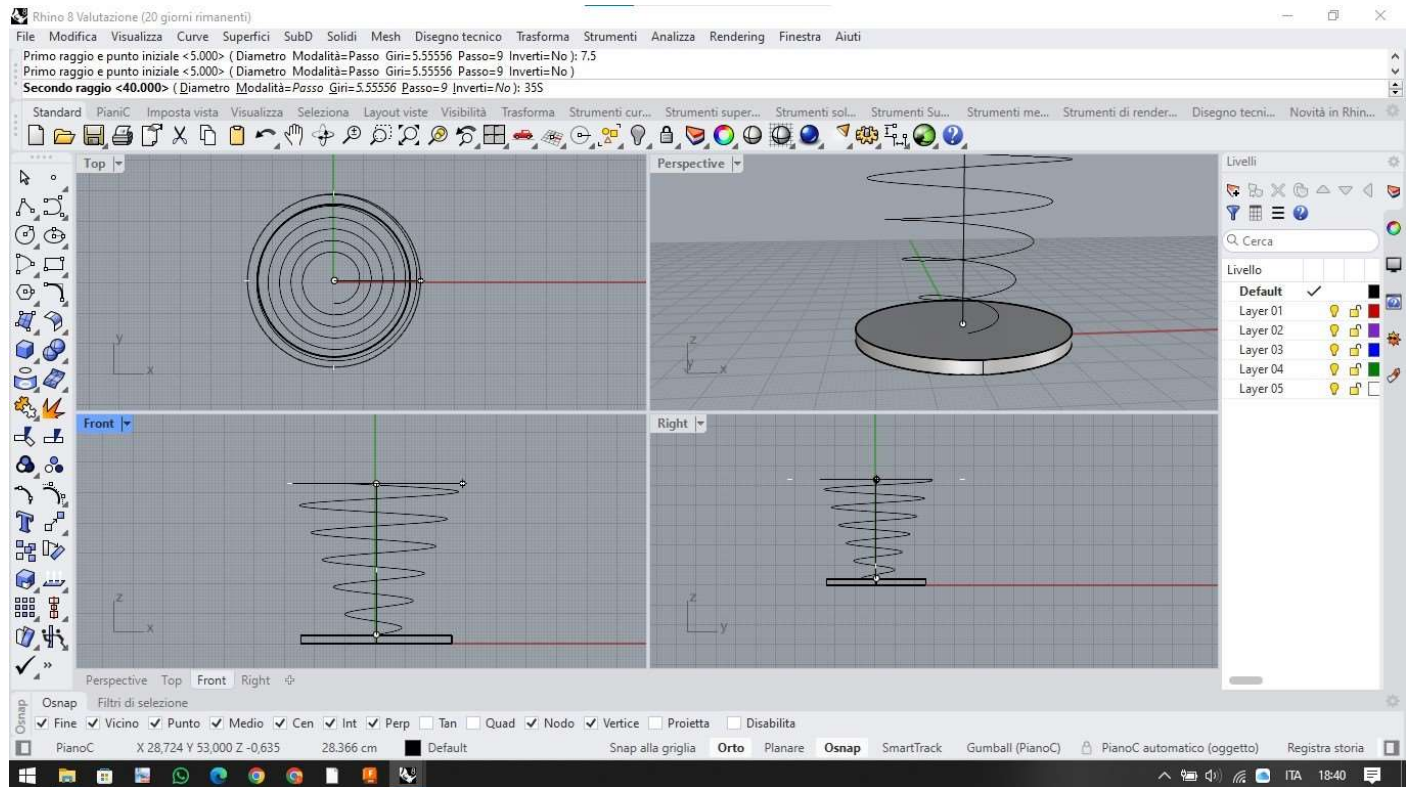 Rhino 8 Valutazione (20 giorni rimanenti)
File Modifica Visualizza Curve Superfici SubD Solidi Mesh Disegno tecnico Trasforma Strumenti Analizza Rendering Finestra Aiuti
Primo raggio e punto iniziale <5.000> ( Diametro Modalità=Passo Giri=5.55556 Passo=9 Inverti=No ): 7.5
Primo raggio e punto iniziale <5.000> ( Diametro Modalità=Passo Giri=5.55556 Passo=9 Inverti=No )
Secondo raggio <40.000> ( Diametro Modalità=Passo Giri=5.55556 Passo=9 Inverti=No ): 35S
Standard PianiC Imposta vista Visualizza Seleziona Layout viste Visibilità Trasforma Strumenti cur... Strumenti super... Strumenti sol... Strumenti Su... Strumenti me... Strumenti di render... Disegno tecni... Novità in Rhin...
Top
Perspective
Livelli
Cerca
Livello
Default
Layer 01
Layer 02
Layer 03
Layer 04
Layer 05
y
x
z
y
x
Front
Right
z
x
z
y
Perspective Top Front Right
Osnap
Osnap Filtri di selezione
Fine Vicino Punto Medio Cen Int Perp Tan Quad Nodo Vertice Proietta Disabilita
PianoC X 28,724 Y 53,000 Z -0,635 28.366 cm Default Snap alla griglia Orto Planare Osnap SmartTrack Gumball (PianoC) PianoC automatico (oggetto) Registra storia
ITA 18:40